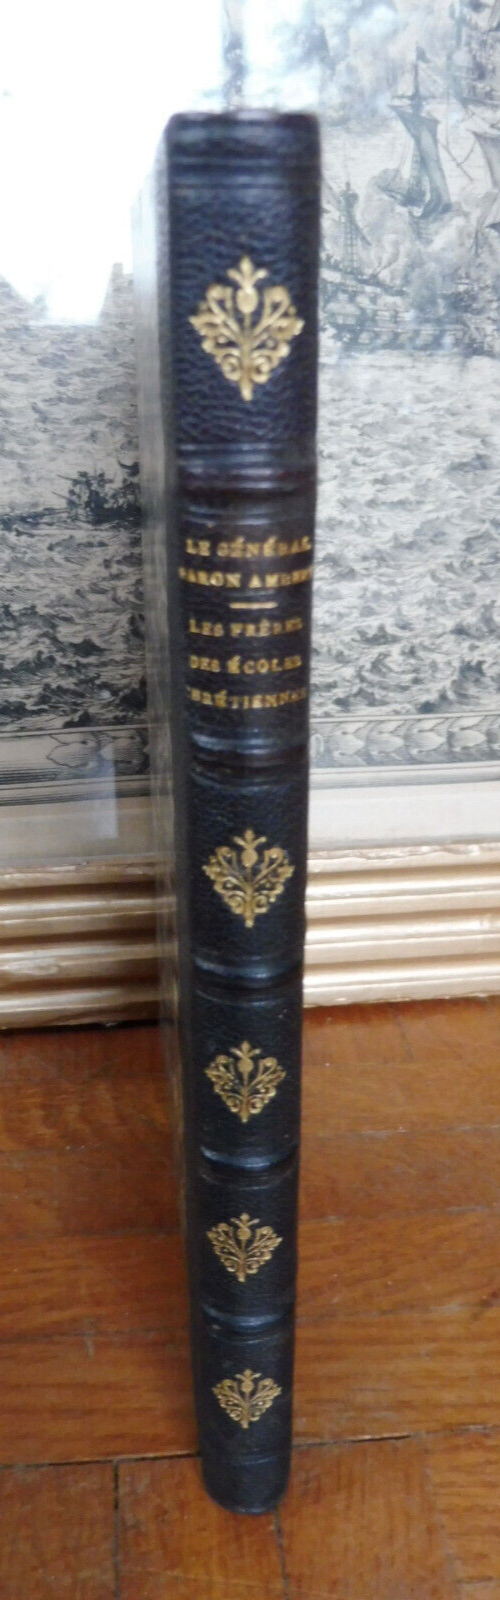 LE GÉNÉRAL
BARON AMBERT
LES FRÈRES
DES ÉCOLES
CHRÉTIENNES